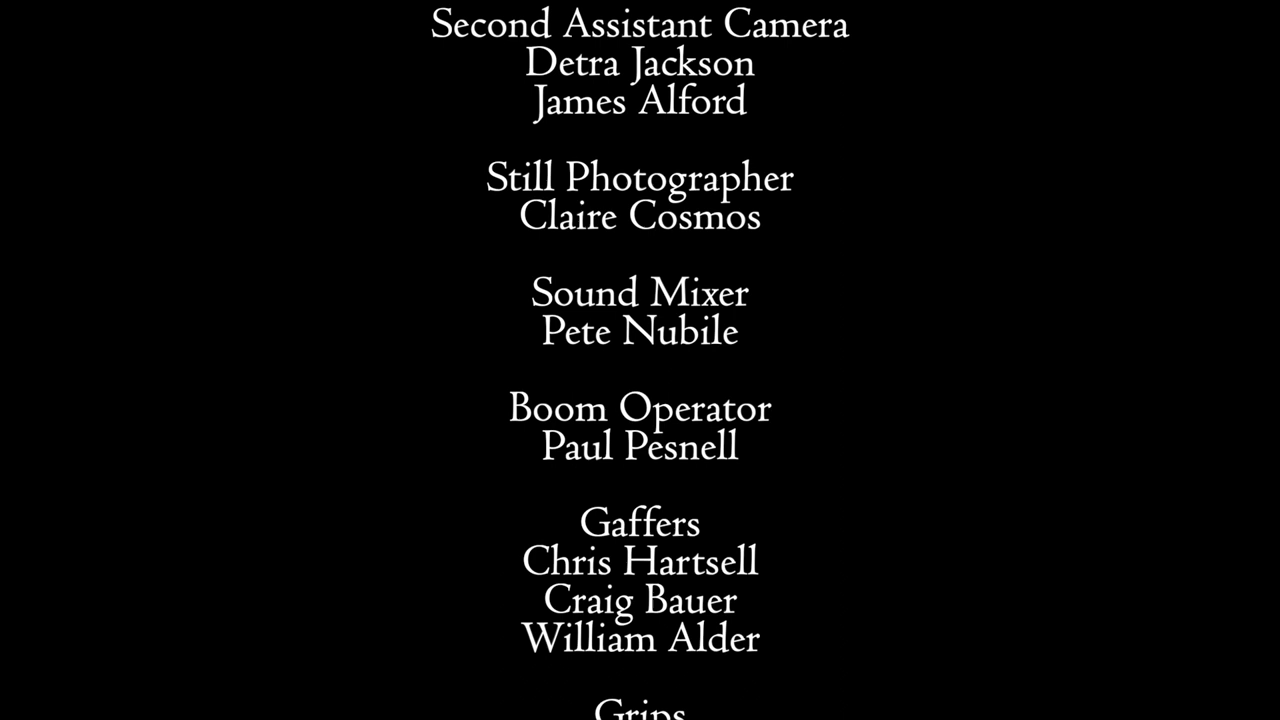 Second Assistant Camera
Detra Jackson
James Alford
Still Photographer
Claire Cosmos
Sound Mixer
Pete Nubile
Boom Operator
Paul Pesnell
Gaffers
Chris Hartsell
Craig Bauer
William Alder
Grips